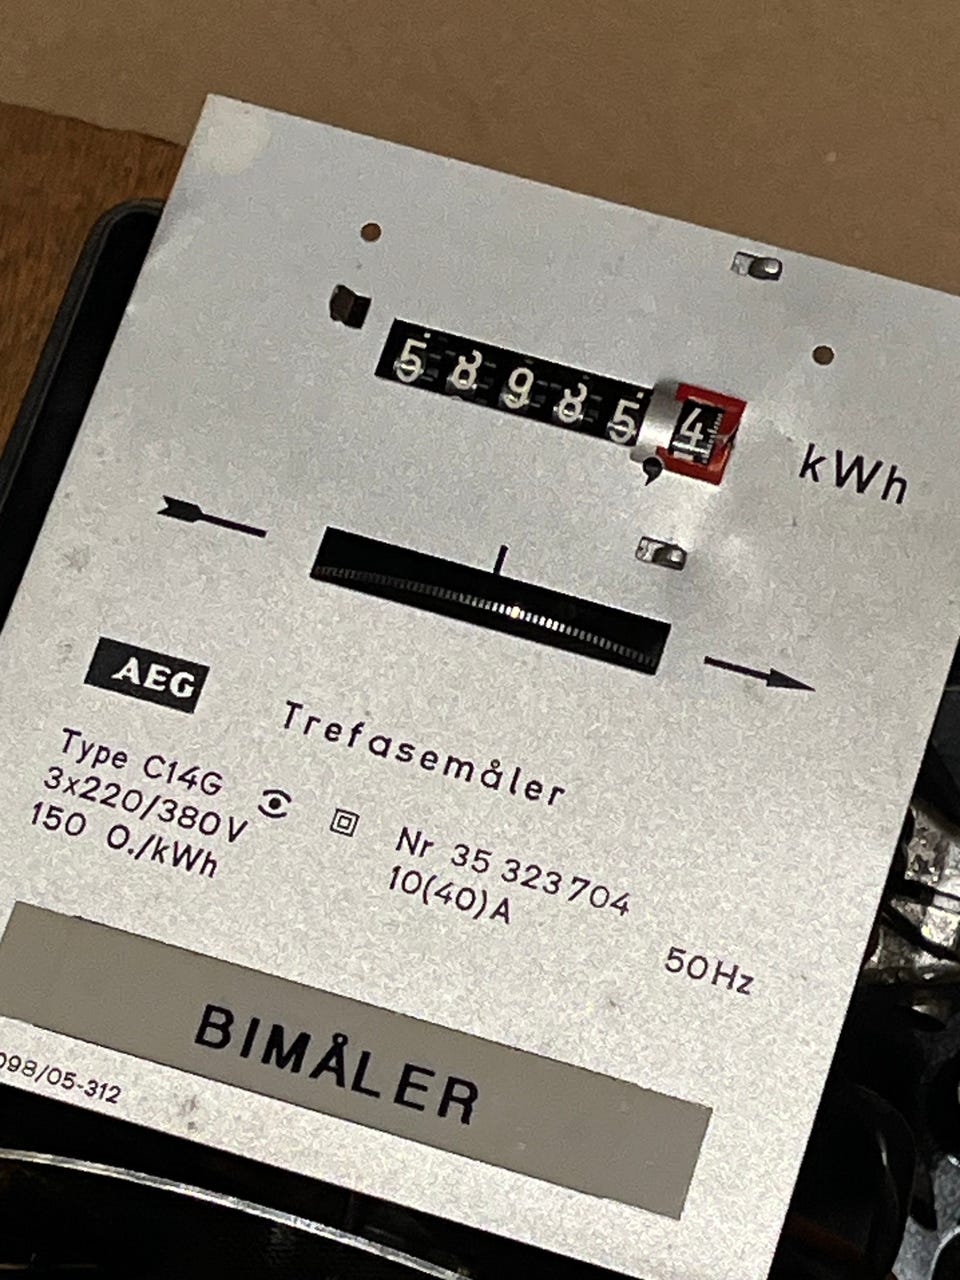 58985,4 kWh
AEG
Trefasemåler
Type C14G
3x220/380V
150 O./kWh
Nr 35 323 704
10(40)A
50Hz
BIMÅLER
098/05-312